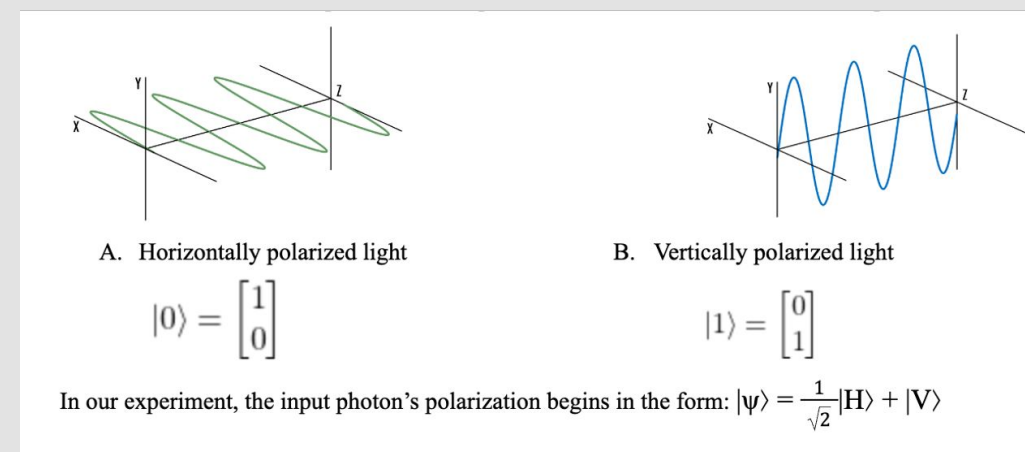 Y Z X Y Z X
A. Horizontally polarized light B. Vertically polarized light
|0⟩ = [1 0] |1⟩ = [0 1]
In our experiment, the input photon’s polarization begins in the form: |ψ⟩ = 1/√2|H⟩ + |V⟩